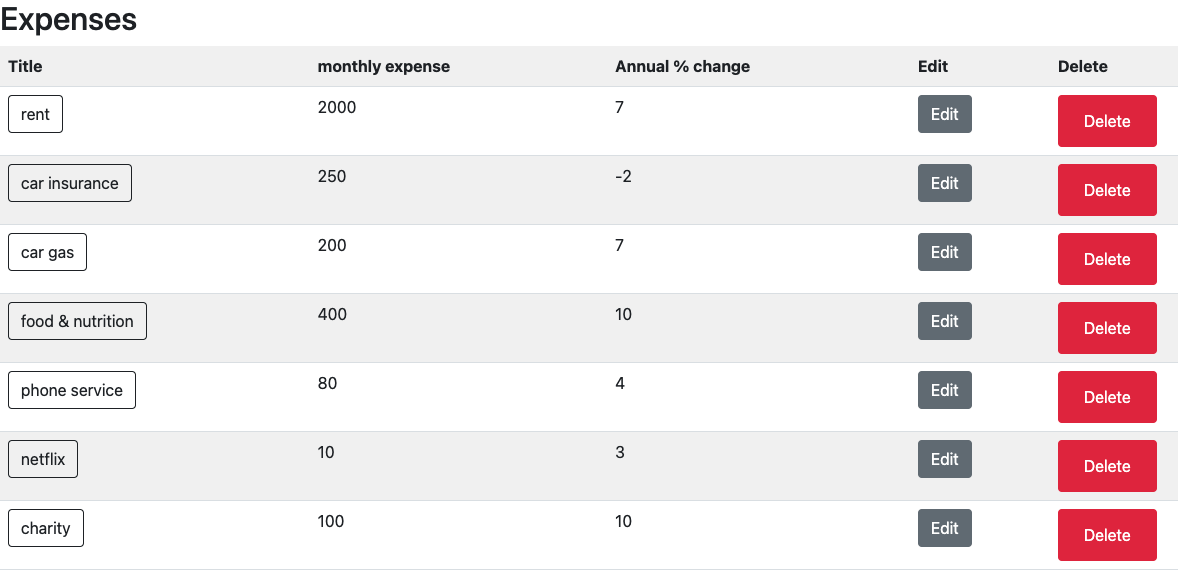 Expenses
Title monthly expense Annual % change Edit Delete
rent 2000 7 Edit Delete
car insurance 250 -2 Edit Delete
car gas 200 7 Edit Delete
food & nutrition 400 10 Edit Delete
phone service 80 4 Edit Delete
netflix 10 3 Edit Delete
charity 100 10 Edit Delete